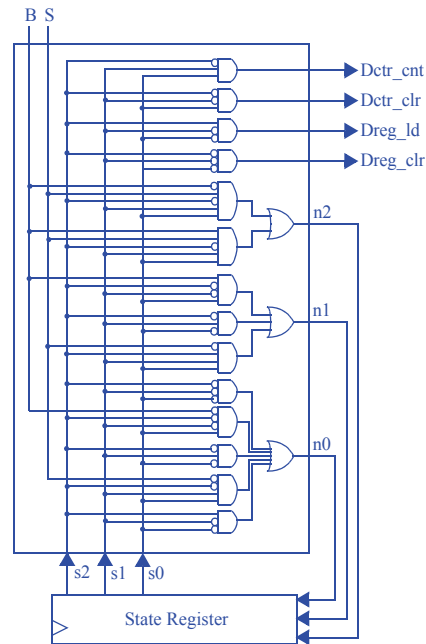 B S
Dctr_cnt
Dctr_clr
Dreg_ld
Dreg_clr
n2
n1
n0
s2 s1 s0
State Register